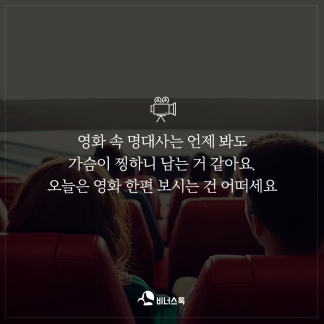 영화 속 명대사는 언제 봐도
가슴이 찡하니 남는 거 같아요.
오늘은 영화 한편 보시는 건 어떠세요
비너스톡